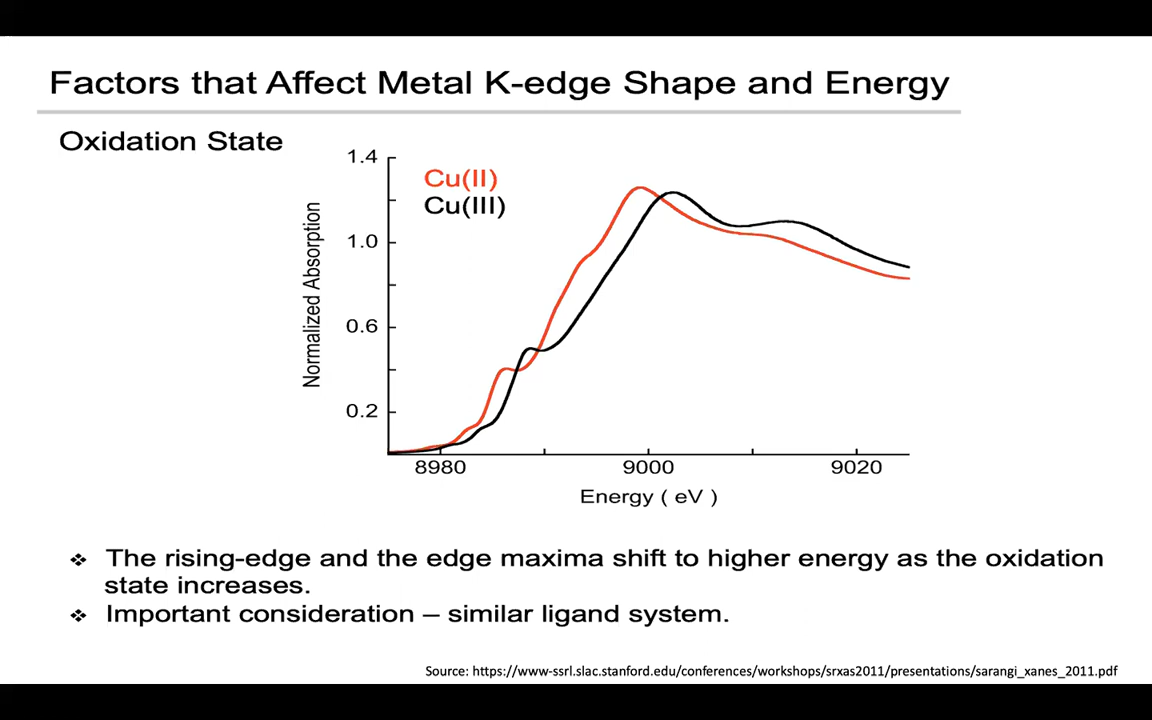 Factors that Affect Metal K-edge Shape and Energy
Oxidation State
Cu(II)
Cu(III)
Normalized Absorption
1.4
1.0
0.6
0.2
8980
9000
9020
Energy ( eV )
❖ The rising-edge and the edge maxima shift to higher energy as the oxidation
state increases.
❖ Important consideration – similar ligand system.
Source: https://www-ssrl.slac.stanford.edu/conferences/workshops/srxas2011/presentations/sarangi_xanes_2011.pdf